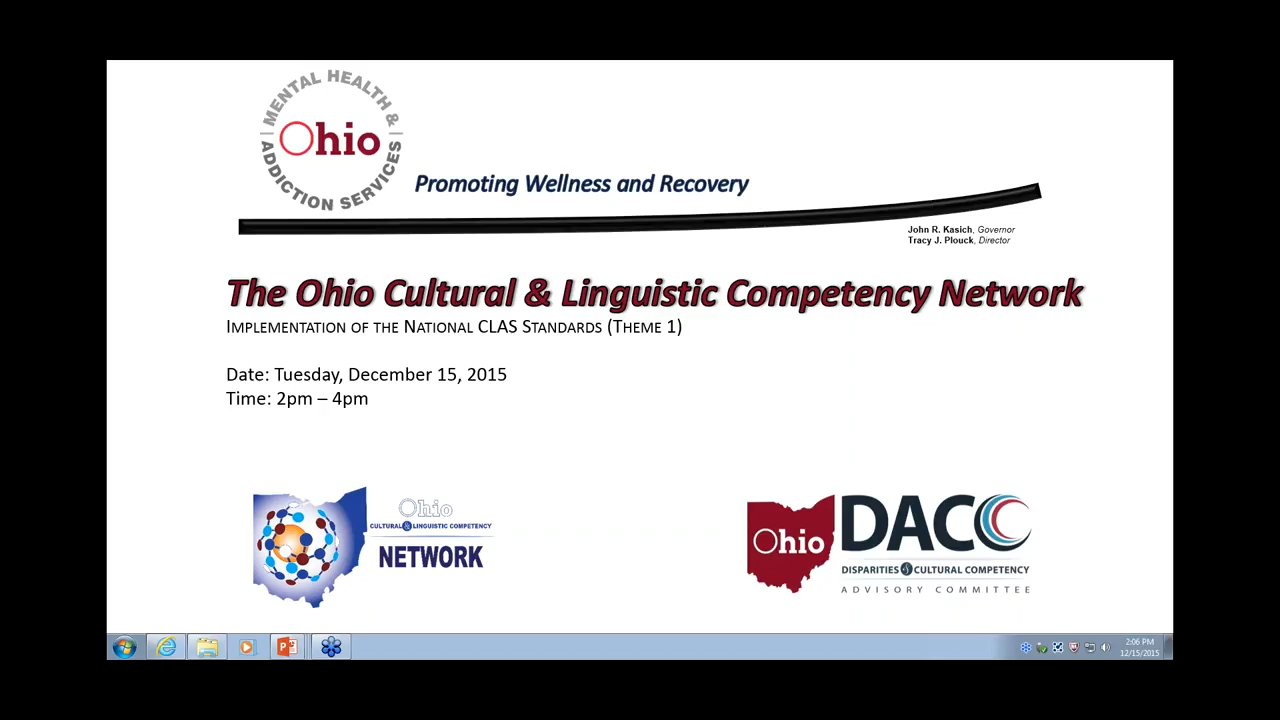 MENTAL HEALTH &
Ohio
ADDICTION SERVICES
Promoting Wellness and Recovery
John R. Kasich, Governor
Tracy J. Plouck, Director
The Ohio Cultural & Linguistic Competency Network
IMPLEMENTATION OF THE NATIONAL CLAS STANDARDS (THEME 1)
Date: Tuesday, December 15, 2015
Time: 2pm – 4pm
Ohio
CULTURAL & LINGUISTIC COMPETENCY
NETWORK
Ohio
DACC
DISPARITIES & CULTURAL COMPETENCY
ADVISORY COMMITTEE
2:06 PM
12/15/2015